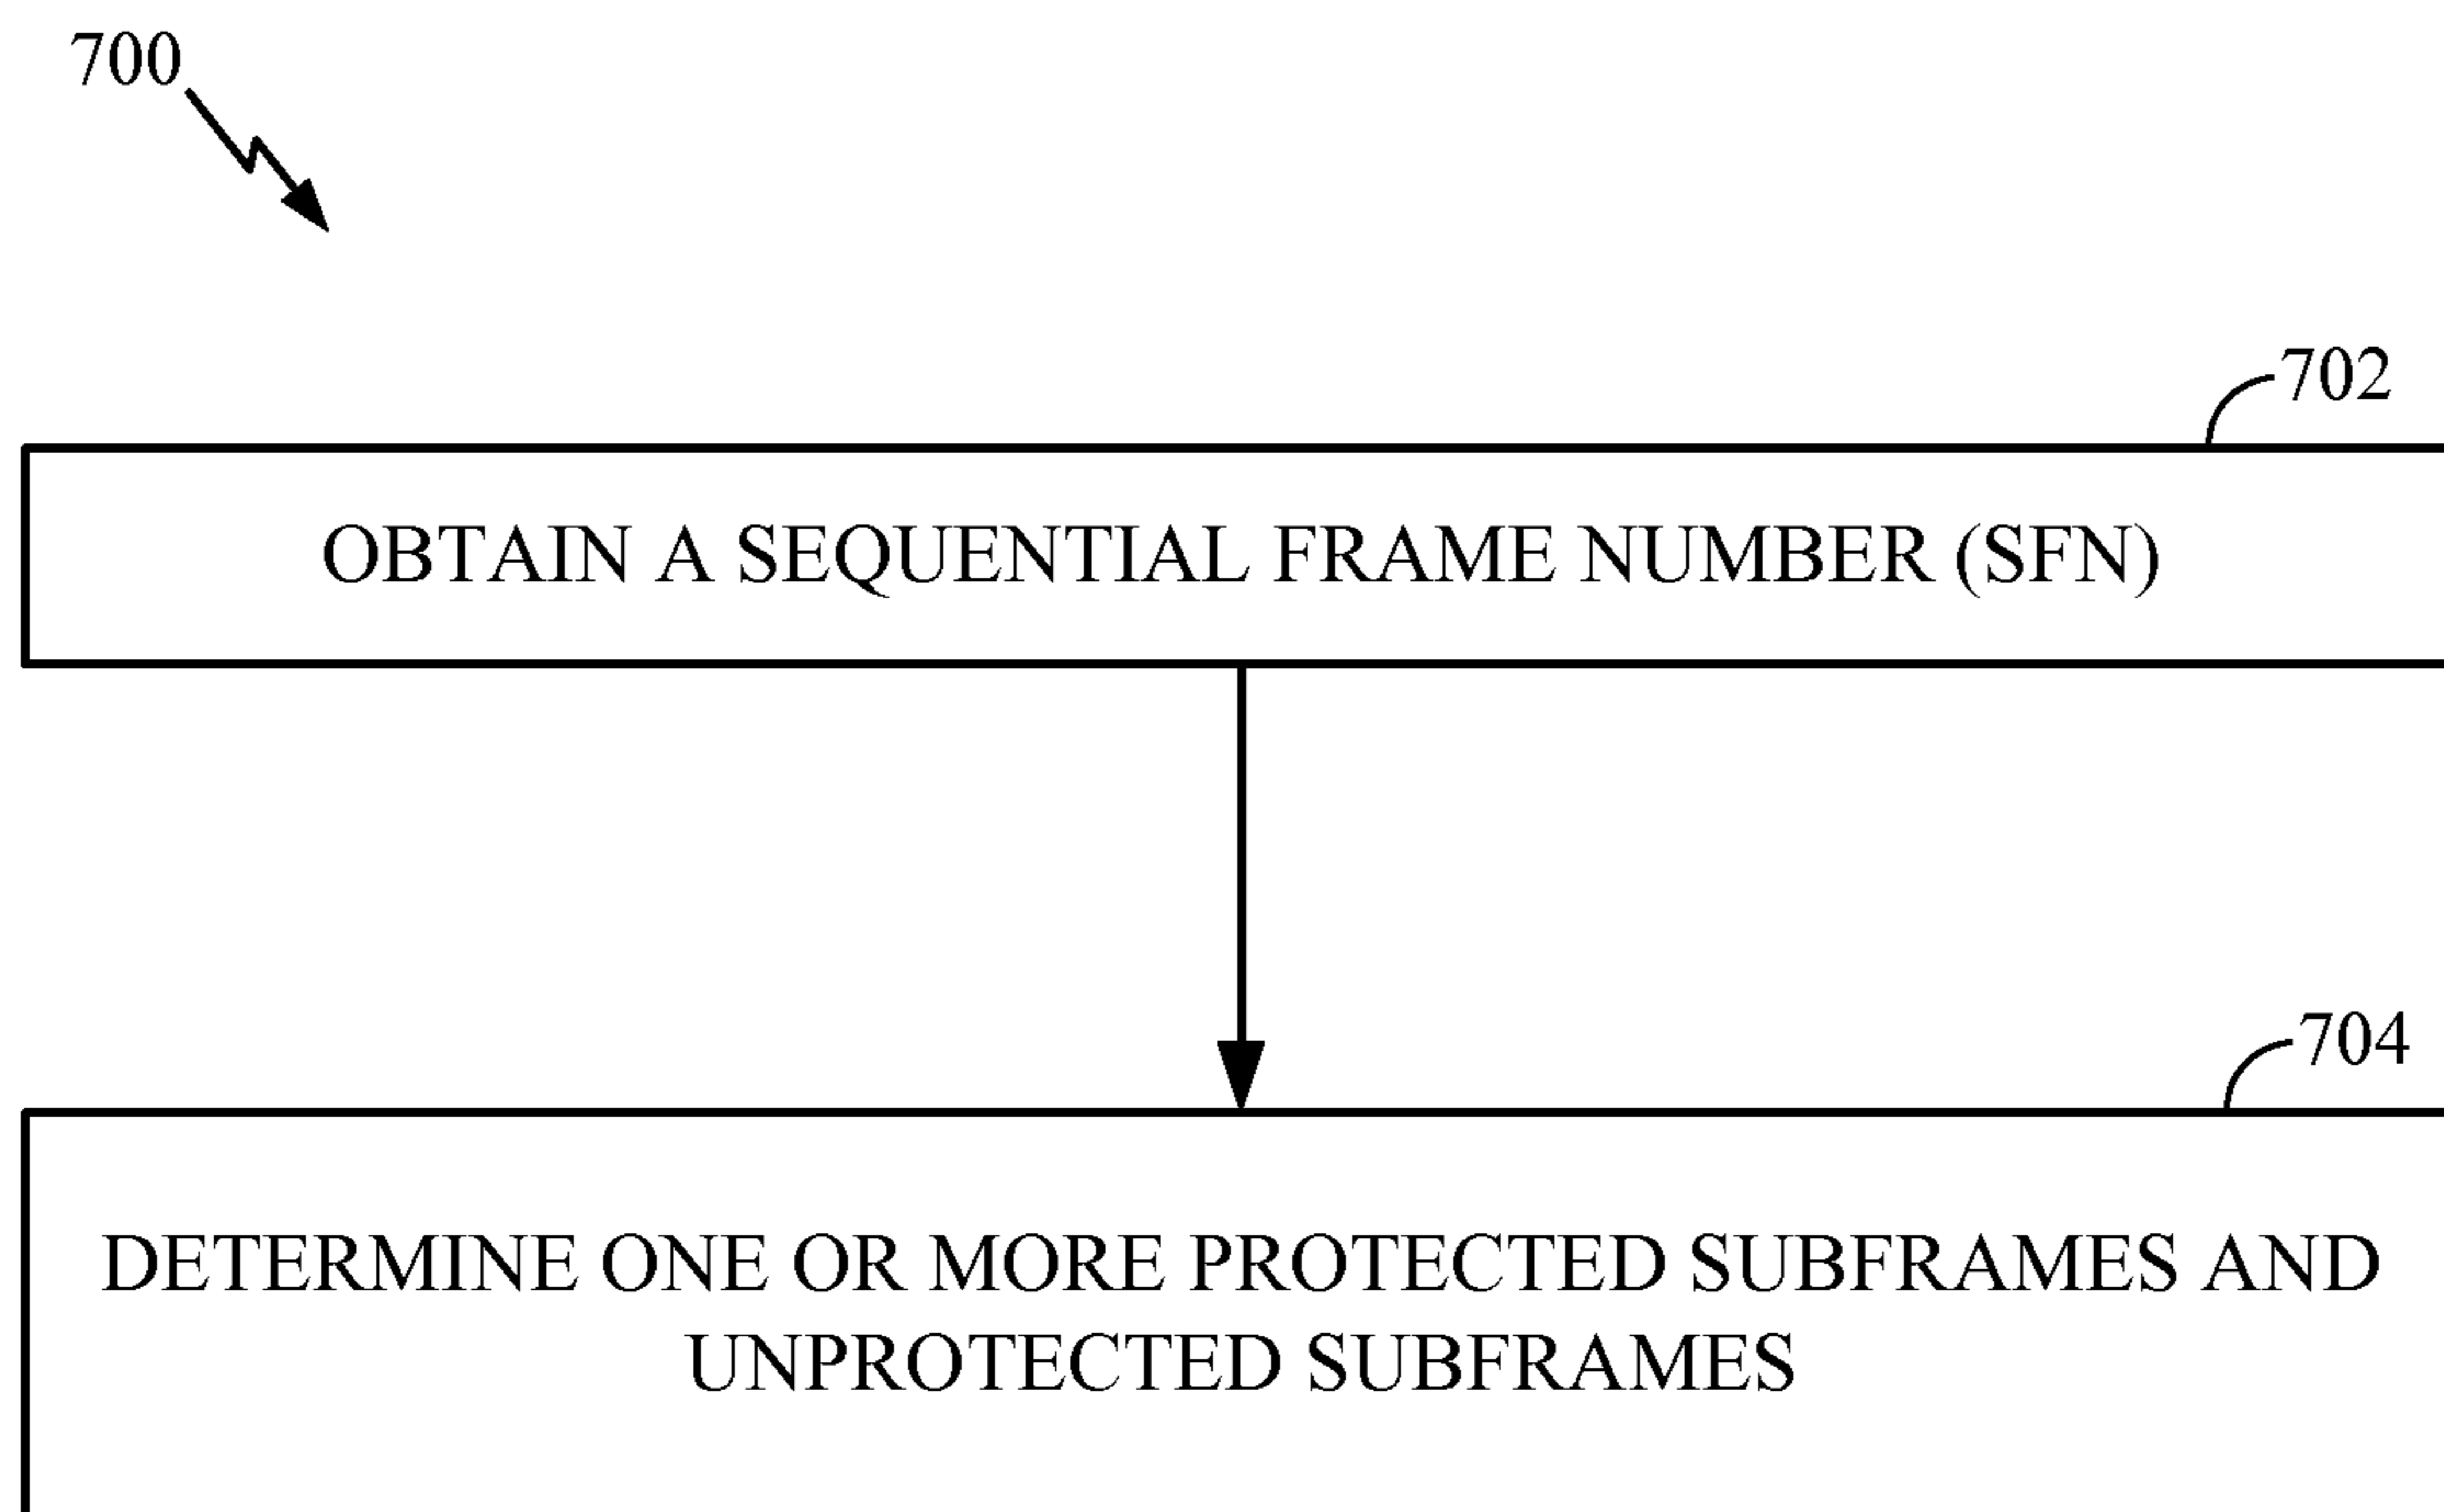 700
702
OBTAIN A SEQUENTIAL FRAME NUMBER (SFN)
704
DETERMINE ONE OR MORE PROTECTED SUBFRAMES AND
UNPROTECTED SUBFRAMES